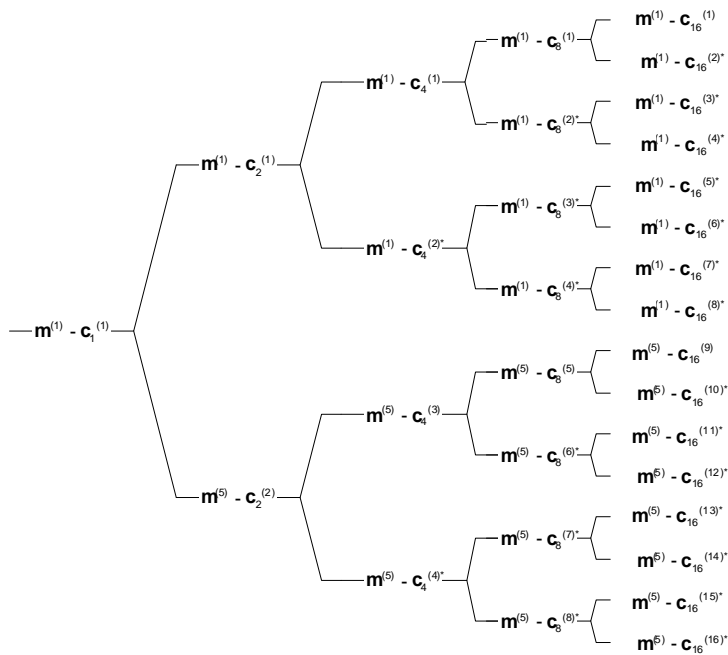 m(1) - c16(1)
m(1) - c8(1)
m(1) - c16(2)*
m(1) - c4(1)
m(1) - c16(3)*
m(1) - c8(2)*
m(1) - c16(4)*
m(1) - c2(1)
m(1) - c16(5)*
m(1) - c8(3)*
m(1) - c16(6)*
m(1) - c4(2)*
m(1) - c16(7)*
m(1) - c8(4)*
m(1) - c16(8)*
m(1) - c1(1)
m(5) - c16(9)
m(5) - c8(5)
m(5) - c16(10)*
m(5) - c4(3)
m(5) - c16(11)*
m(5) - c8(6)*
m(5) - c16(12)*
m(5) - c2(2)
m(5) - c16(13)*
m(5) - c8(7)*
m(5) - c16(14)*
m(5) - c4(4)*
m(5) - c16(15)*
m(5) - c8(8)*
m(5) - c16(16)*